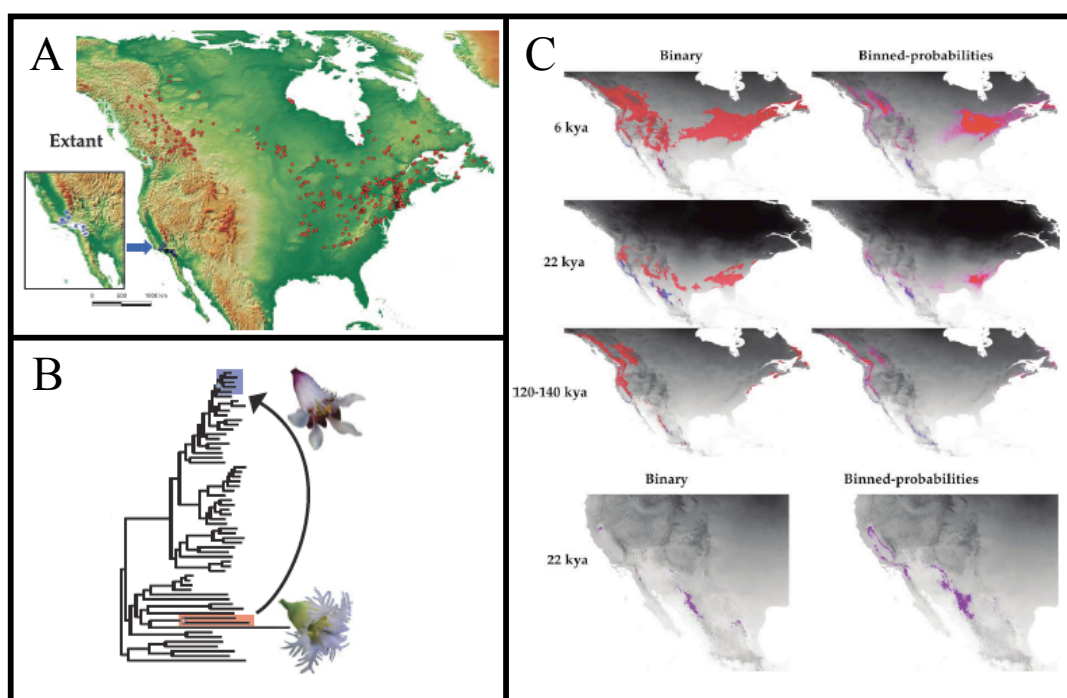 A
Extant
0 500 1000 km
B
C
Binary Binned-probabilities
6 kya
22 kya
120-140 kya
Binary Binned-probabilities
22 kya